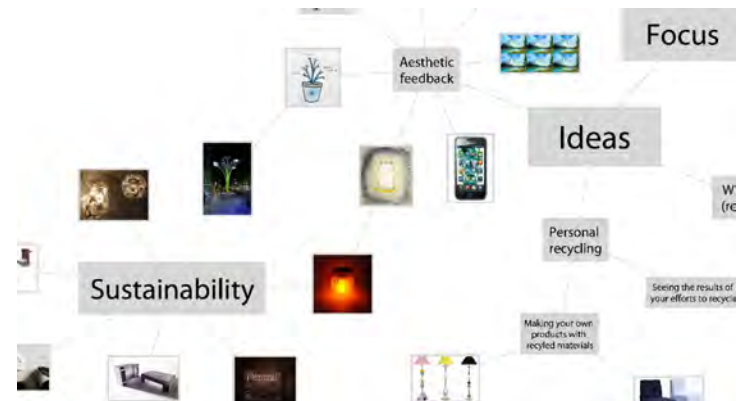 Focus
Aesthetic
feedback
Ideas
Personal
recycling
Sustainability
Seeing the results of
your efforts to recycle
Making your own
products with
recyled materials